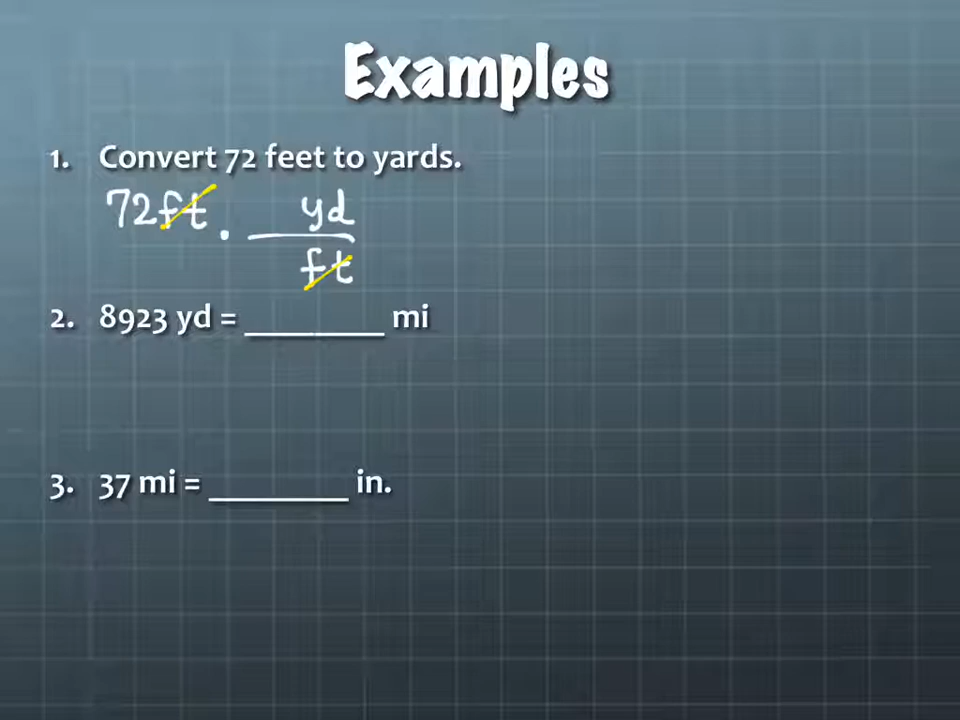 Examples
1. Convert 72 feet to yards.
72ft · yd
ft
2. 8923 yd = ________ mi
3. 37 mi = ________ in.